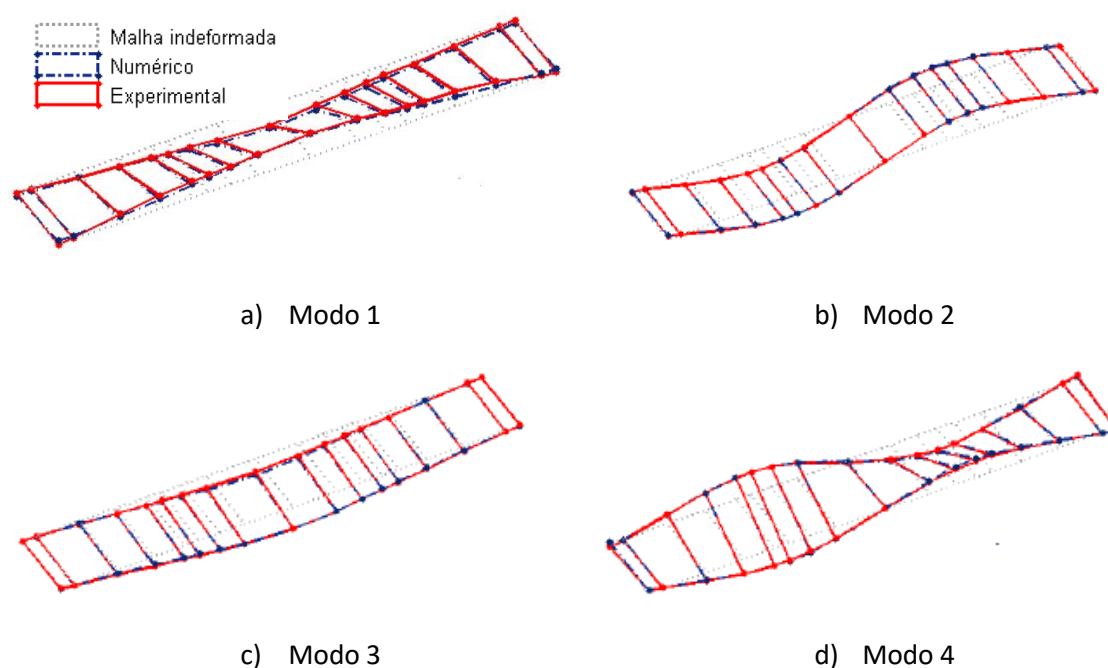 Malha indeformada
Numérico
Experimental
a) Modo 1
b) Modo 2
c) Modo 3
d) Modo 4